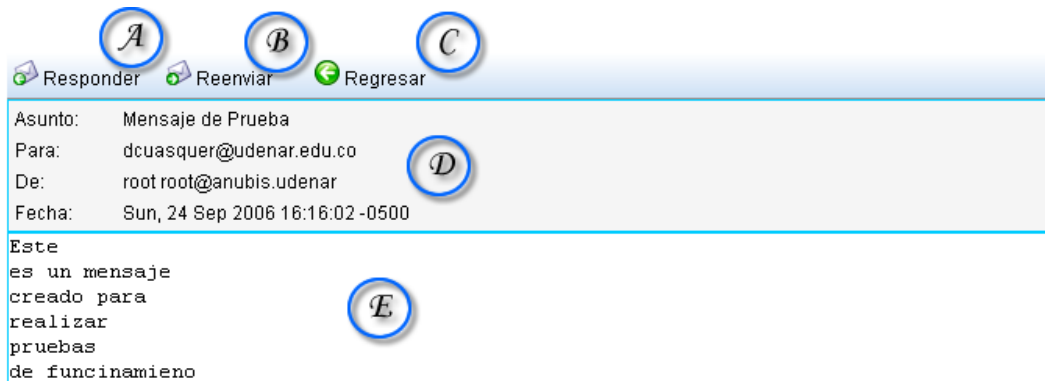 A B C
Responder Reenviar Regresar
Asunto: Mensaje de Prueba
Para: dcuasquer@udenar.edu.co
D
De: root root@anubis.udenar
Fecha: Sun, 24 Sep 2006 16:16:02 -0500
Este
es un mensaje
creado para
E
realizar
pruebas
de funcinamieno